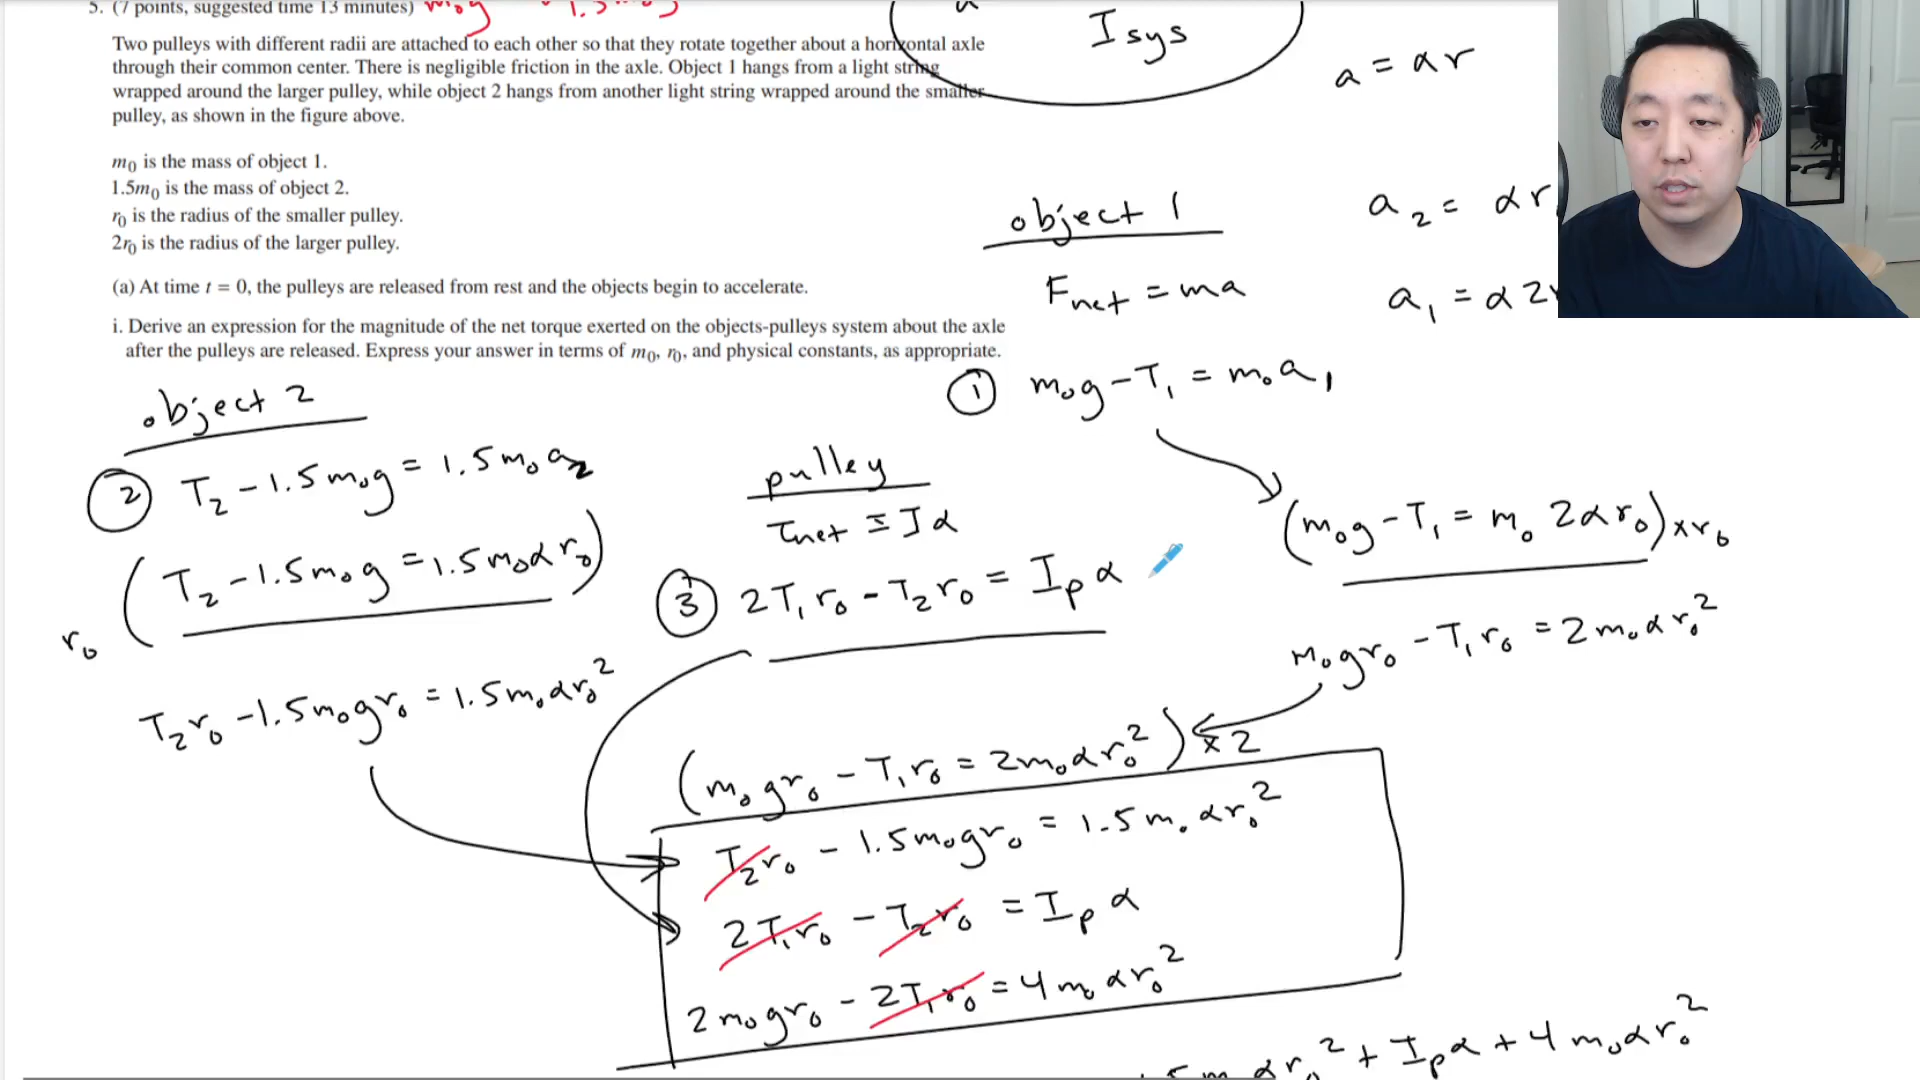 5. (7 points, suggested time 13 minutes) m₀g 1.5m₀g
Two pulleys with different radii are attached to each other so that they rotate together about a horizontal axle
through their common center. There is negligible friction in the axle. Object 1 hangs from a light string
wrapped around the larger pulley, while object 2 hangs from another light string wrapped around the smaller
pulley, as shown in the figure above.
m₀ is the mass of object 1.
1.5m₀ is the mass of object 2.
r₀ is the radius of the smaller pulley.
2r₀ is the radius of the larger pulley.
(a) At time t = 0, the pulleys are released from rest and the objects begin to accelerate.
i. Derive an expression for the magnitude of the net torque exerted on the objects-pulleys system about the axle
after the pulleys are released. Express your answer in terms of m₀, r₀, and physical constants, as appropriate.
I sys
a = αr
a₂ = αr
a₁ = α2r
object 1
Fnet = ma
① m₀g - T₁ = m₀a₁
(m₀g - T₁ = m₀ 2αr₀) × r₀
m₀gr₀ - T₁r₀ = 2m₀αr₀²
object 2
② T₂ - 1.5m₀g = 1.5m₀a₂
r₀ (T₂ - 1.5m₀g = 1.5m₀αr₀)
T₂r₀ - 1.5m₀gr₀ = 1.5m₀αr₀²
pulley
τnet = Iα
③ 2T₁r₀ - T₂r₀ = Iₚα
(m₀gr₀ - T₁r₀ = 2m₀αr₀²) × 2
T₂r₀ - 1.5m₀gr₀ = 1.5m₀αr₀²
2T₁r₀ - T₂r₀ = Iₚα
2m₀gr₀ - 2T₁r₀ = 4m₀αr₀²
αr₀² + Iₚα + 4m₀αr₀²